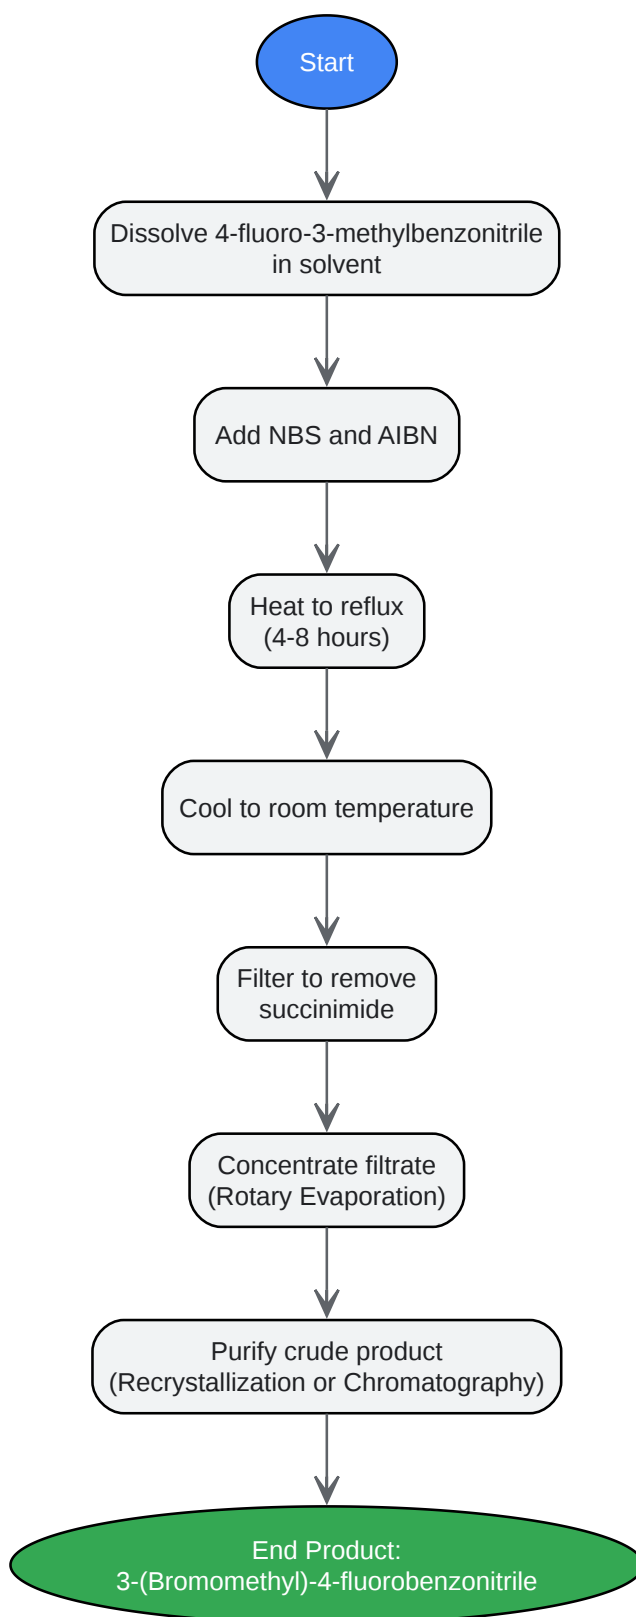 Start
Dissolve 4-fluoro-3-methylbenzonitrile
in solvent
Add NBS and AIBN
Heat to reflux
(4-8 hours)
Cool to room temperature
Filter to remove
succinimide
Concentrate filtrate
(Rotary Evaporation)
Purify crude product
(Recrystallization or Chromatography)
End Product:
3-(Bromomethyl)-4-fluorobenzonitrile